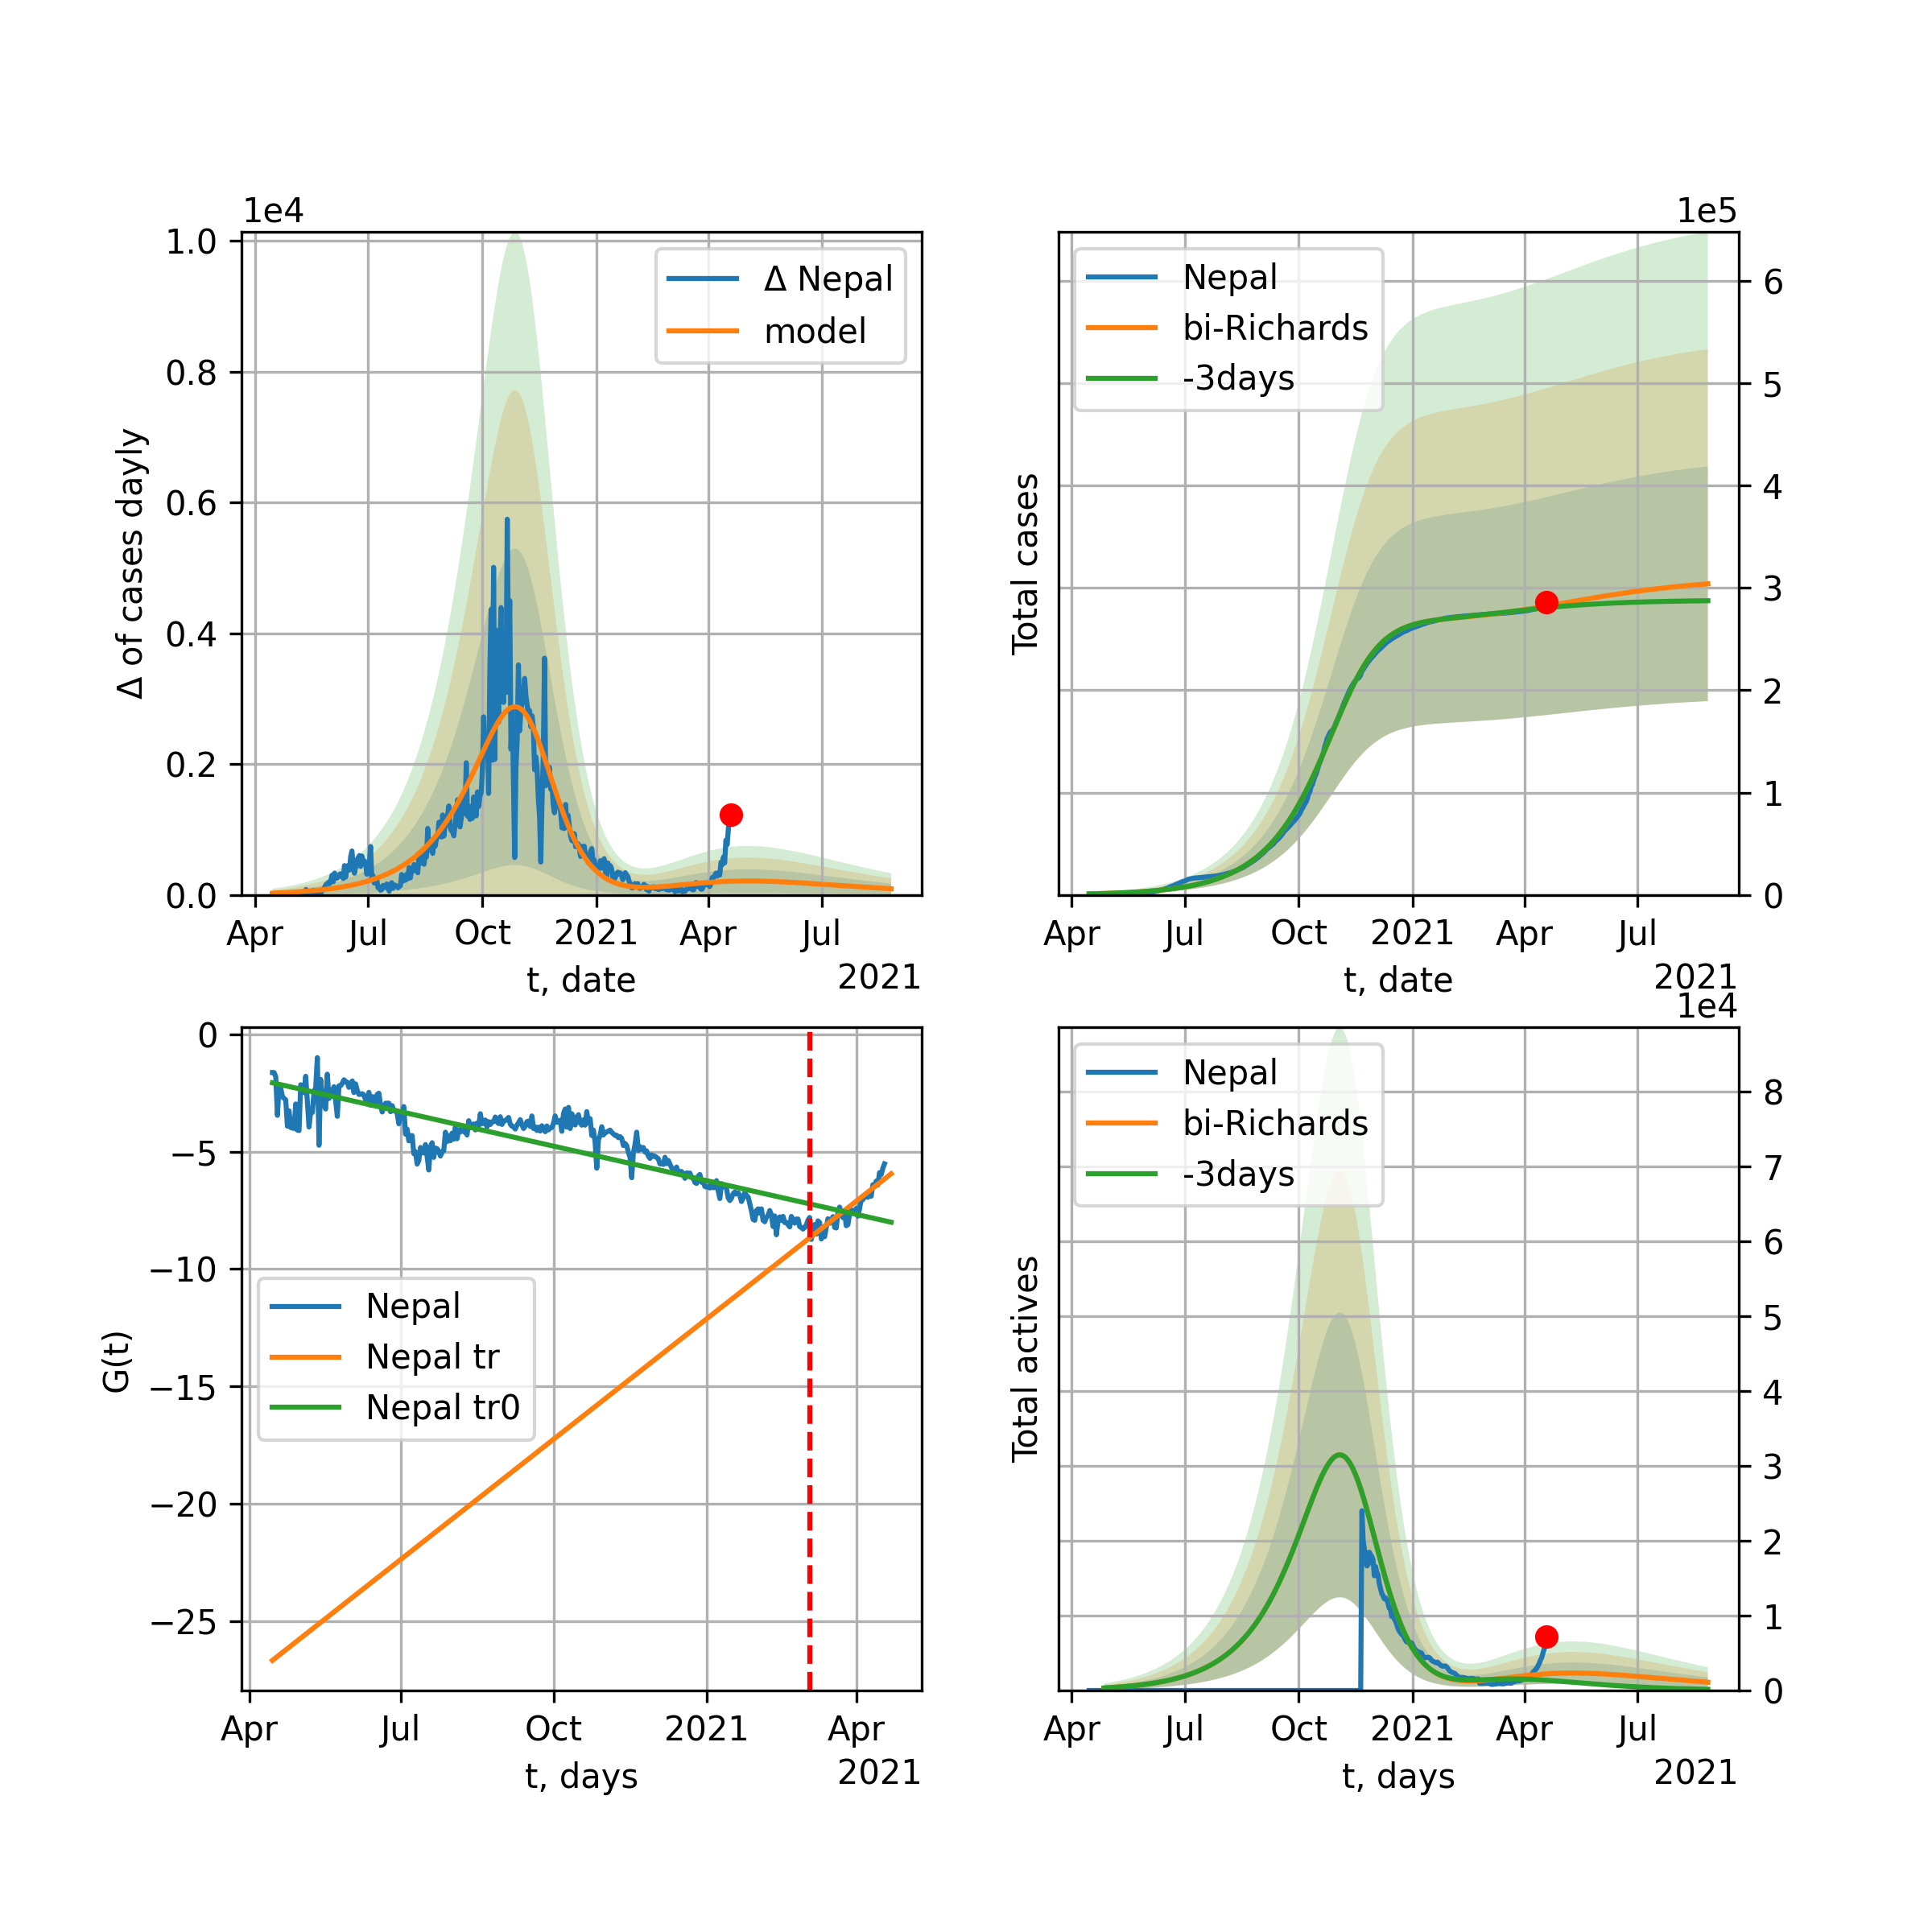 1e4
1.0
0.8
0.6
0.4
0.2
0.0
Δ of cases dayly
Δ Nepal
model
Apr Jul Oct 2021 Apr Jul
t, date
2021
1e5
6
5
4
3
2
1
0
Total cases
Nepal
bi-Richards
-3days
Apr Jul Oct 2021 Apr Jul
t, date
2021
0
−5
−10
−15
−20
−25
G(t)
Nepal
Nepal tr
Nepal tr0
Apr Jul Oct 2021 Apr
t, days
2021
1e4
8
7
6
5
4
3
2
1
0
Total actives
Nepal
bi-Richards
-3days
Apr Jul Oct 2021 Apr Jul
t, days
2021